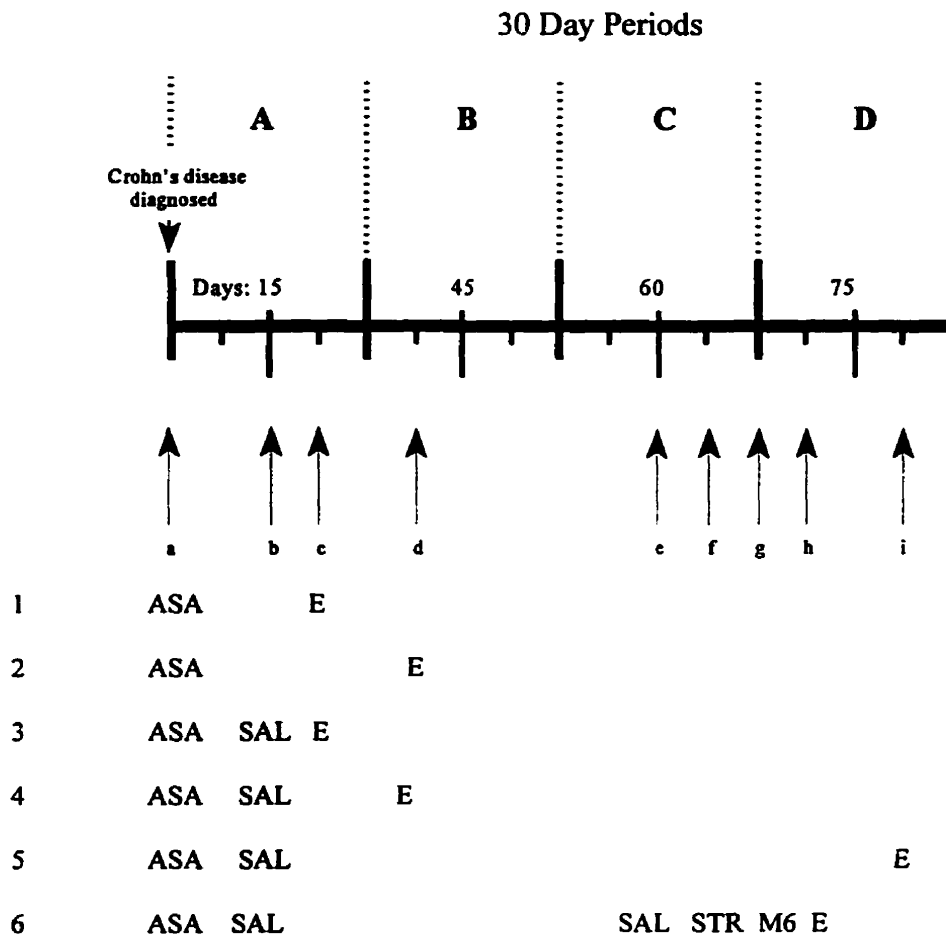 30 Day Periods
A B C D
Crohn's disease
diagnosed
Days: 15 45 60 75
a b c d e f g h i
1 ASA E
2 ASA E
3 ASA SAL E
4 ASA SAL E
5 ASA SAL E
6 ASA SAL SAL STR M6 E